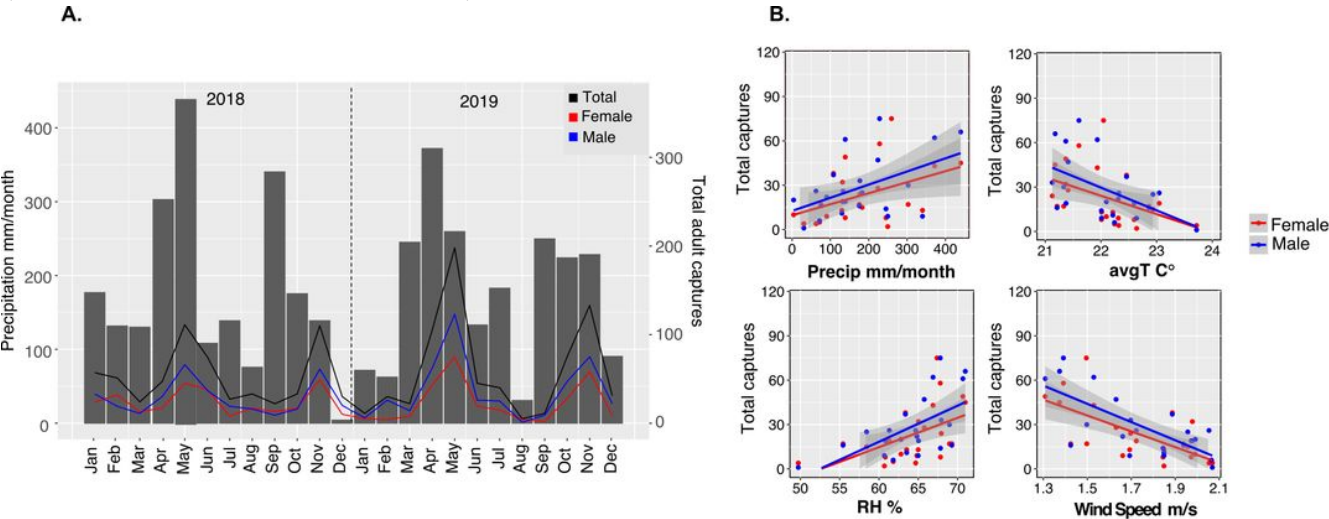 A.
2018
2019
Total
Female
Male
Precipitation mm/month
400
300
200
100
0
Total adult captures
300
200
100
0
Jan Feb Mar Apr May Jun Jul Aug Sep Oct Nov Dec Jan Feb Mar Apr May Jun Jul Aug Sep Oct Nov Dec
B.
Total captures
120
90
60
30
0
0 100 200 300 400
Precip mm/month
Total captures
120
90
60
30
0
21 22 23 24
avgT C°
Female
Male
Total captures
120
90
60
30
0
50 55 60 65 70
RH %
Total captures
120
90
60
30
0
1.3 1.5 1.7 1.9 2.1
Wind Speed m/s